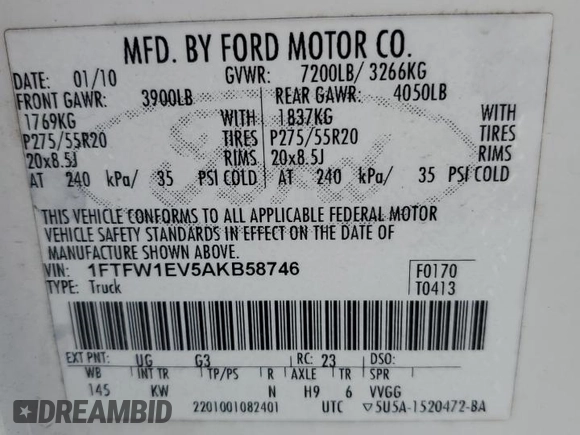 MFD. BY FORD MOTOR CO.
DATE: 01/10 GVWR: 7200LB/ 3266KG
FRONT GAWR: 3900LB REAR GAWR: 4050LB
1769KG WITH 1837KG WITH
P275/55R20 TIRES P275/55R20 TIRES
20x8.5J RIMS 20x8.5J RIMS
AT 240 kPa/ 35 PSI COLD AT 240 kPa/ 35 PSI COLD
Ford
THIS VEHICLE CONFORMS TO ALL APPLICABLE FEDERAL MOTOR
VEHICLE SAFETY STANDARDS IN EFFECT ON THE DATE OF
MANUFACTURE SHOWN ABOVE.
VIN: 1FTFW1EV5AKB58746 F0170
TYPE: Truck T0413
EXT PNT: UG G3 RC: 23 DSO:
WB INT TR TP/PS R AXLE TR SPR
145 KW N H9 6 VVGG
2201001082401 UTC ▽5U5A-1520472-BA
DREAMBID